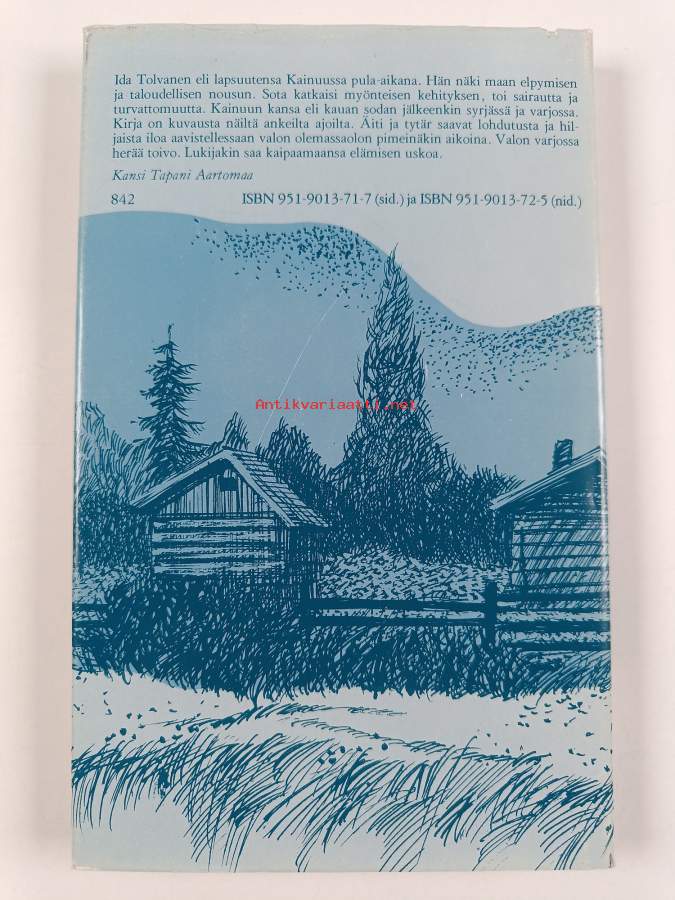 Ida Tolvanen eli lapsuutensa Kainuussa pula-aikana. Hän näki maan elpymisen
ja taloudellisen nousun. Sota katkaisi myönteisen kehityksen, toi sairautta ja
turvattomuutta. Kainuun kansa eli kauan sodan jälkeenkin syrjässä ja varjossa.
Kirja on kuvausta näiltä ankeilta ajoilta. Äiti ja tytär saavat lohdutusta ja hil-
jaista iloa aavistellessaan valon olemassaolon pimeinäkin aikoina. Valon varjossa
herää toivo. Lukijakin saa kaipaamaansa elämisen uskoa.
Kansi Tapani Aartomaa
842 ISBN 951-9013-71-7 (sid.) ja ISBN 951-9013-72-5 (nid.)
Antikvariaatti.net